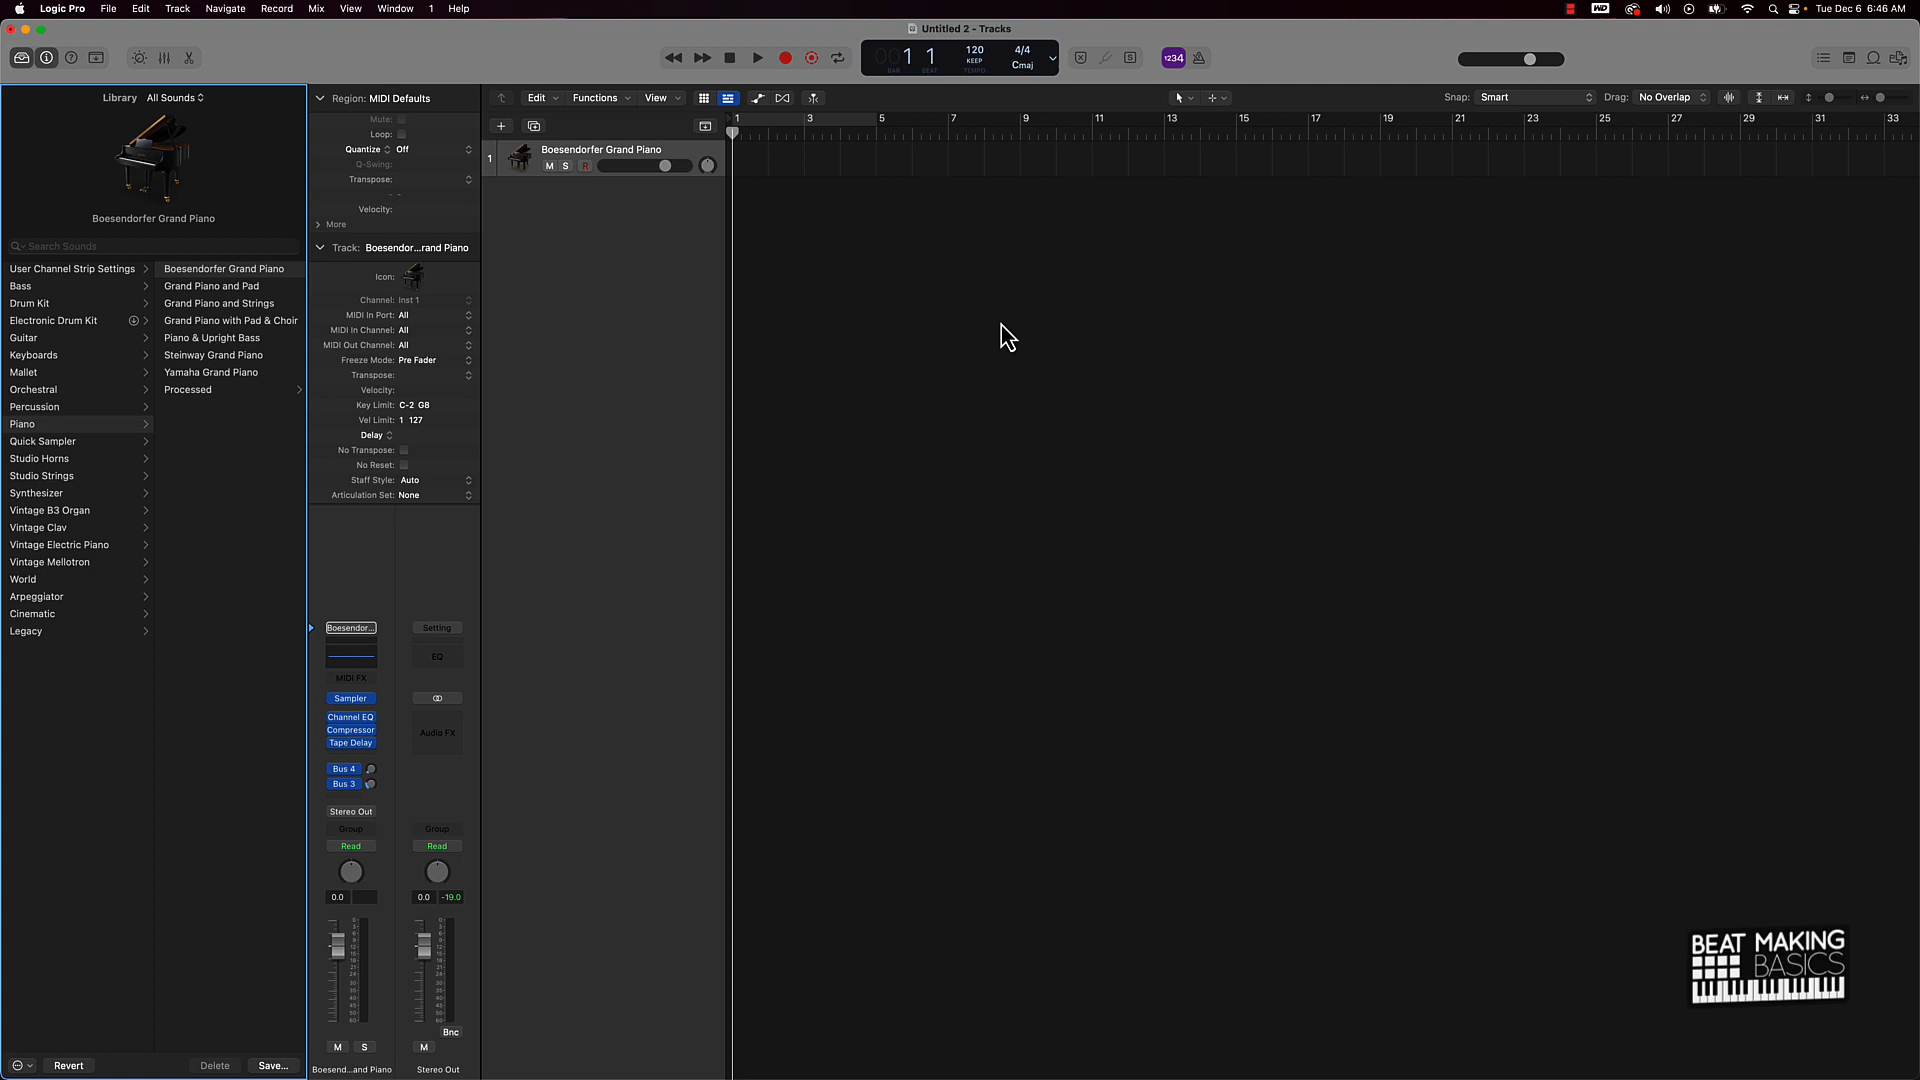 Logic Pro File Edit Track Navigate Record Mix View Window 1 Help
WD Tue Dec 6 6:46 AM
Untitled 2 - Tracks
001 1 120 4/4
KEEP Cmaj
BAR BEAT TEMPO
S 1234
Library All Sounds
Boesendorfer Grand Piano
Search Sounds
User Channel Strip Settings
Bass
Drum Kit
Electronic Drum Kit
Guitar
Keyboards
Mallet
Orchestral
Percussion
Piano
Quick Sampler
Studio Horns
Studio Strings
Synthesizer
Vintage B3 Organ
Vintage Clav
Vintage Electric Piano
Vintage Mellotron
World
Arpeggiator
Cinematic
Legacy
Boesendorfer Grand Piano
Grand Piano and Pad
Grand Piano and Strings
Grand Piano with Pad & Choir
Piano & Upright Bass
Steinway Grand Piano
Yamaha Grand Piano
Processed
Revert Delete Save...
Region: MIDI Defaults
Mute:
Loop:
Quantize Off
Q-Swing:
Transpose:
- -
Velocity:
More
Track: Boesendor...rand Piano
Icon:
Channel: Inst 1
MIDI In Port: All
MIDI In Channel: All
MIDI Out Channel: All
Freeze Mode: Pre Fader
Transpose:
Velocity:
Key Limit: C-2 G8
Vel Limit: 1 127
Delay
No Transpose:
No Reset:
Staff Style: Auto
Articulation Set: None
Boesendor... Setting
EQ
MIDI FX
Sampler
Channel EQ
Compressor Audio FX
Tape Delay
Bus 4
Bus 3
Stereo Out
Group Group
Read Read
0.0 0.0 -19.0
Bnc
M S M
Boesend...and Piano Stereo Out
Edit Functions View
Snap: Smart Drag: No Overlap
1 3 5 7 9 11 13 15 17 19 21 23 25 27 29 31 33
1 Boesendorfer Grand Piano
M S R
BEAT MAKING
BASICS